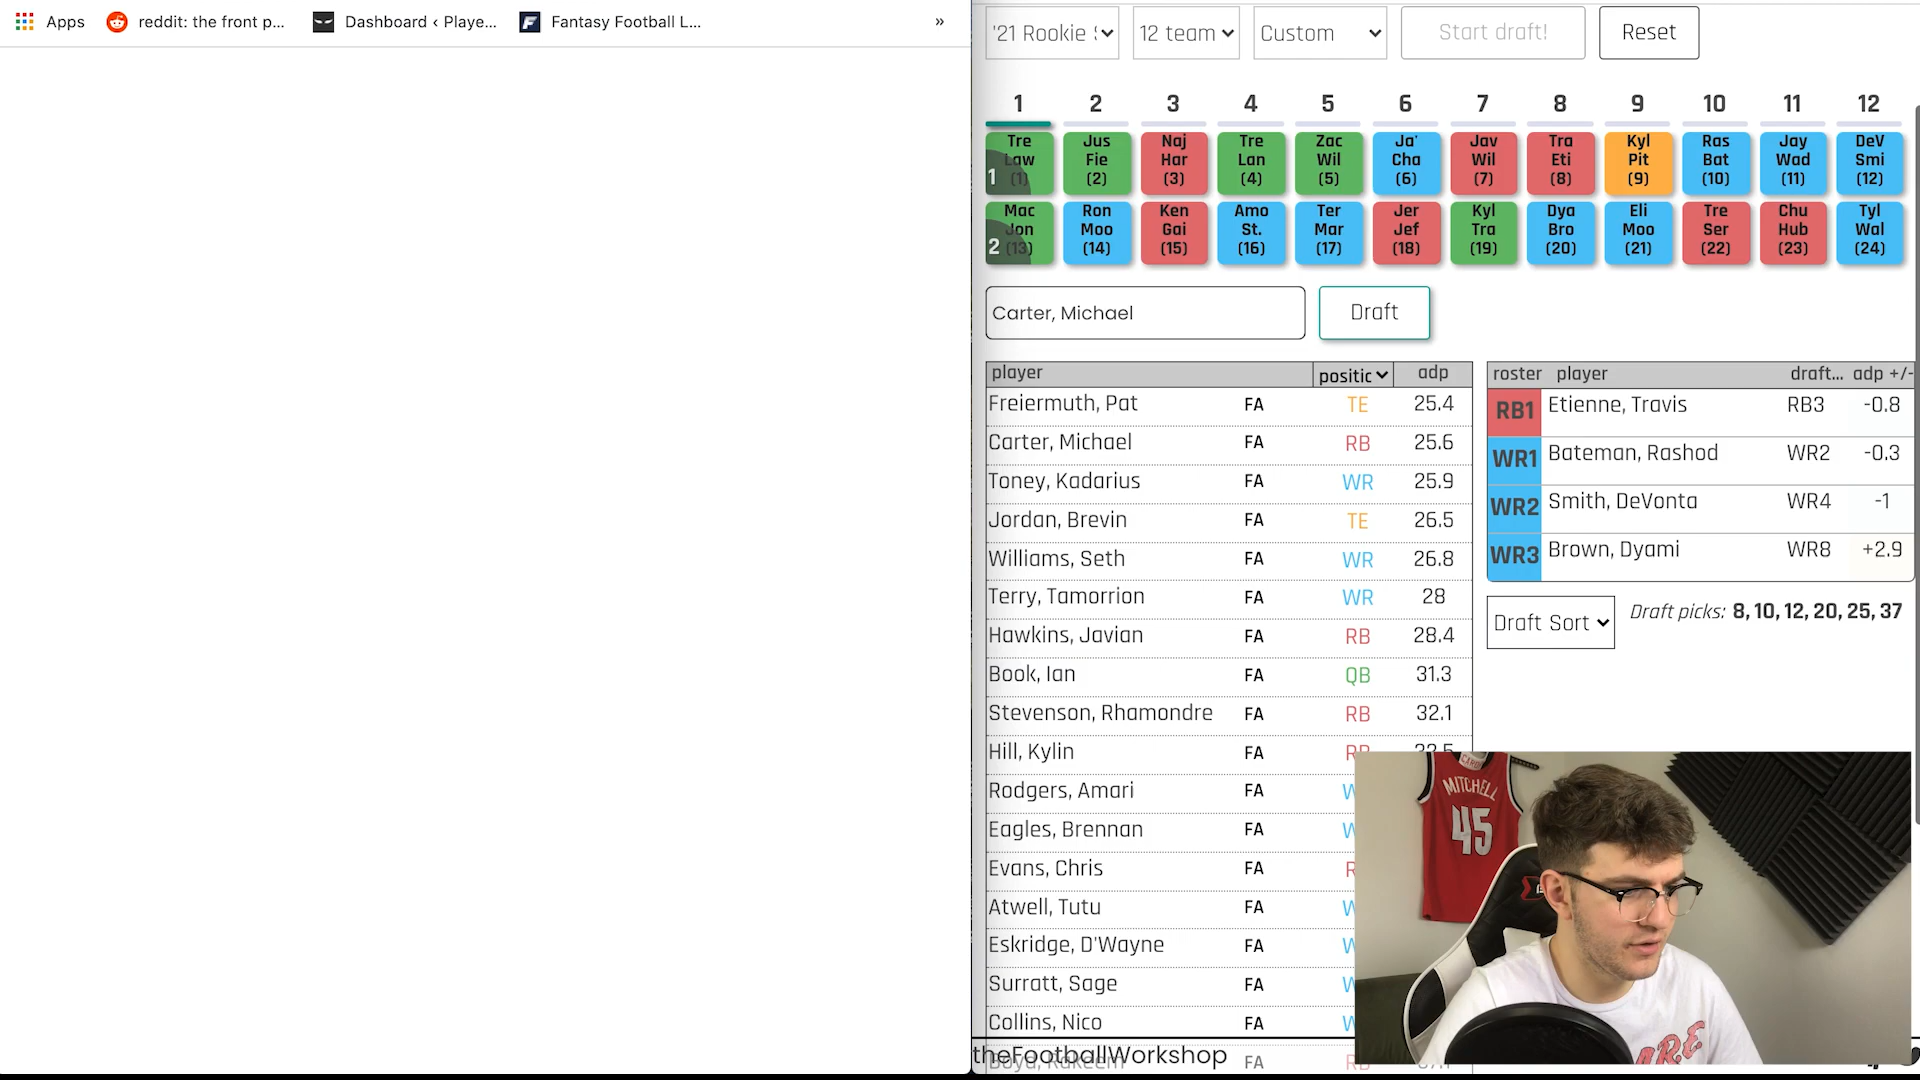 Apps reddit: the front p... Dashboard ‹ Playe... Fantasy Football L... »
'21 Rookie 12 team Custom Start draft! Reset
1 2 3 4 5 6 7 8 9 10 11 12
Tre Jus Naj Tre Zac Ja' Jav Tra Kyl Ras Jay DeV
Law Fie Har Lan Wil Cha Wil Eti Pit Bat Wad Smi
1 (1) (2) (3) (4) (5) (6) (7) (8) (9) (10) (11) (12)
Mac Ron Ken Amo Ter Jer Kyl Dya Eli Tre Chu Tyl
Jon Moo Gai St. Mar Jef Tra Bro Moo Ser Hub Wal
2 (13) (14) (15) (16) (17) (18) (19) (20) (21) (22) (23) (24)
Carter, Michael Draft
player positic adp
Freiermuth, Pat FA TE 25.4
Carter, Michael FA RB 25.6
Toney, Kadarius FA WR 25.9
Jordan, Brevin FA TE 26.5
Williams, Seth FA WR 26.8
Terry, Tamorrion FA WR 28
Hawkins, Javian FA RB 28.4
Book, Ian FA QB 31.3
Stevenson, Rhamondre FA RB 32.1
Hill, Kylin FA
Rodgers, Amari FA
Eagles, Brennan FA
Evans, Chris FA
Atwell, Tutu FA
Eskridge, D'Wayne FA
Surratt, Sage FA
Collins, Nico FA
theFootballWorkshop FA
roster player draft... adp +/-
RB1 Etienne, Travis RB3 -0.8
WR1 Bateman, Rashod WR2 -0.3
WR2 Smith, DeVonta WR4 -1
WR3 Brown, Dyami WR8 +2.9
Draft Sort Draft picks: 8, 10, 12, 20, 25, 37
MITCHELL
45